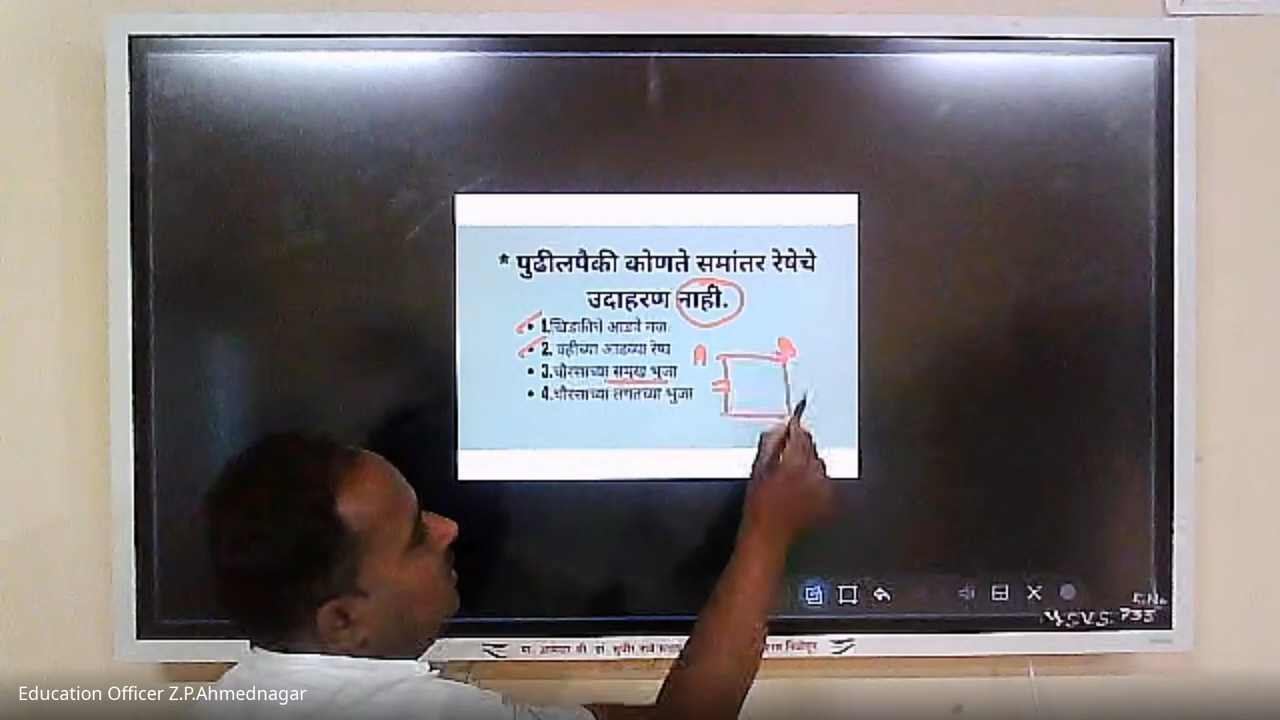 * पुढीलपैकी कोणते समांतर रेषेचे
उदाहरण नाही.
• 1.खिडकीचे आडवे गज
• 2. वहीच्या आडव्या रेषा
• 3.चौरसाच्या समुख भुजा
• 4.चौरसाच्या लगतच्या भुजा
Education Officer Z.P.Ahmednagar